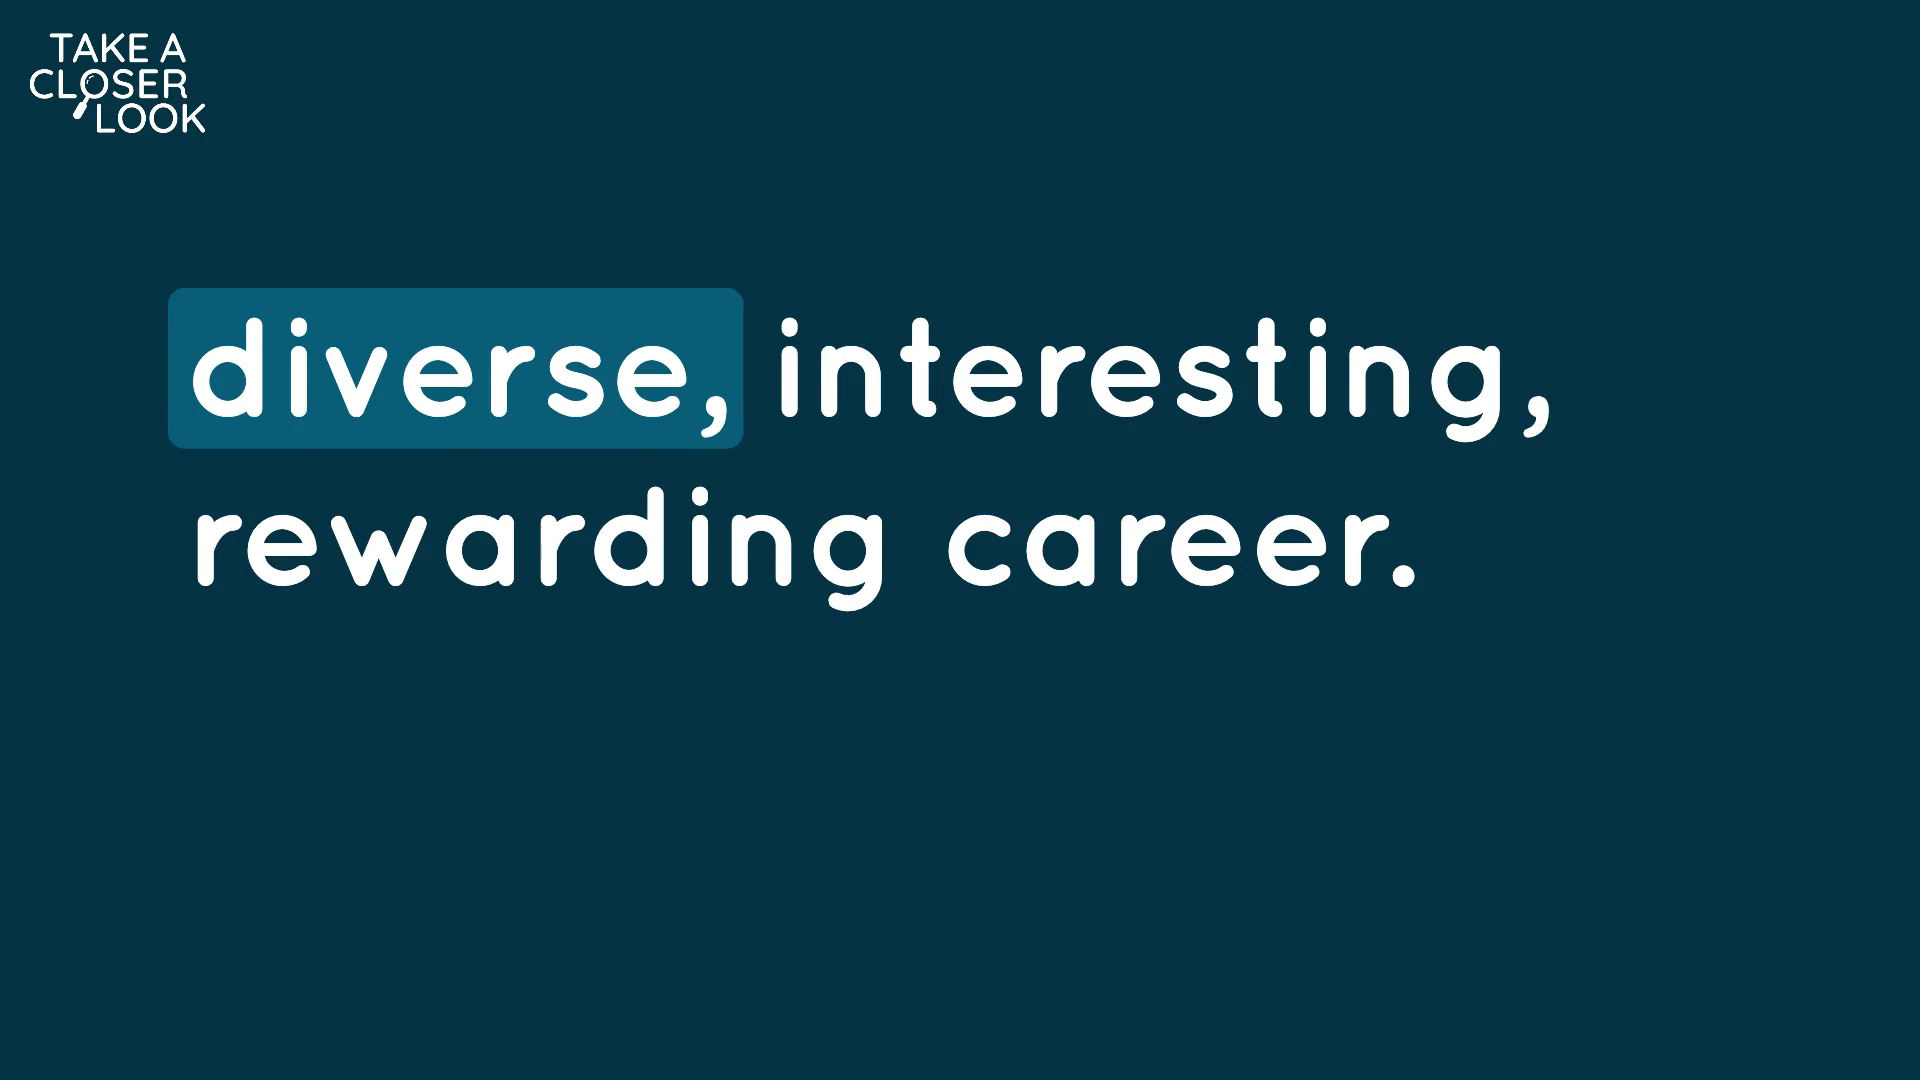 TAKE A
CLOSER
LOOK
diverse, interesting,
rewarding career.